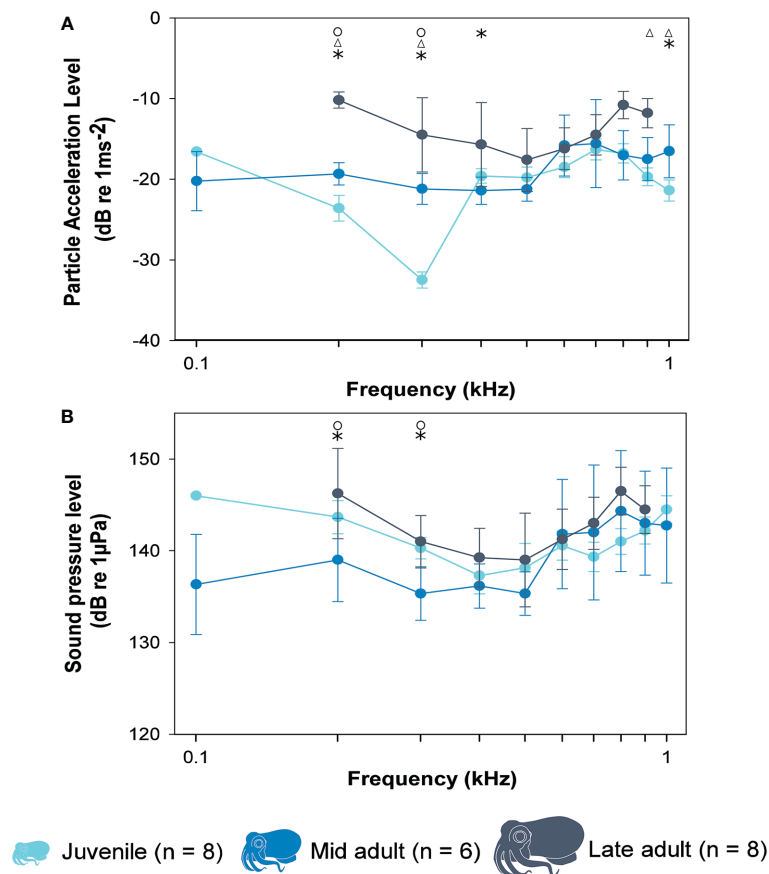 A
0
-10
-20
-30
-40
Particle Acceleration Level
(dB re 1ms-2)
0.1
1
Frequency (kHz)
B
150
140
130
120
Sound pressure level
(dB re 1µPa)
0.1
1
Frequency (kHz)
Juvenile (n = 8)
Mid adult (n = 6)
Late adult (n = 8)